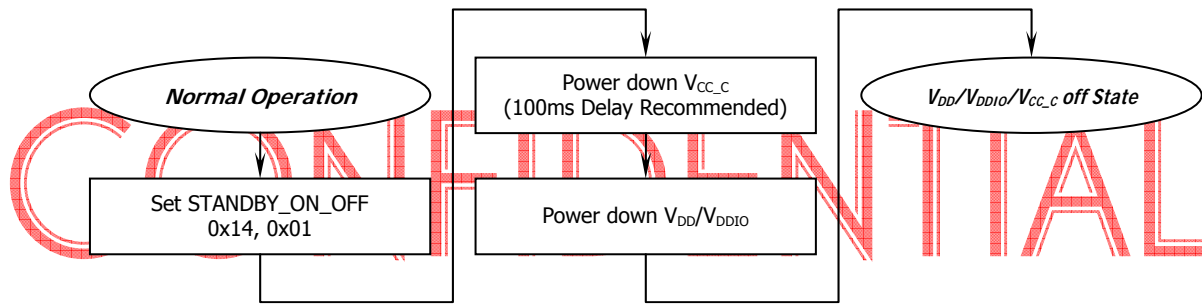 Normal Operation
Set STANDBY_ON_OFF
0x14, 0x01
Power down VCC_C
(100ms Delay Recommended)
Power down VDD/VDDIO
VDD/VDDIO/VCC_C off State
CONFIDENTIAL